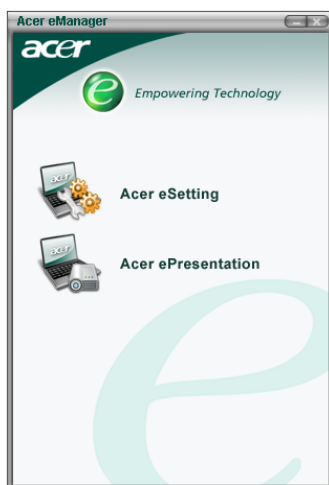 Acer eManager
acer
e Empowering Technology
Acer eSetting
Acer ePresentation